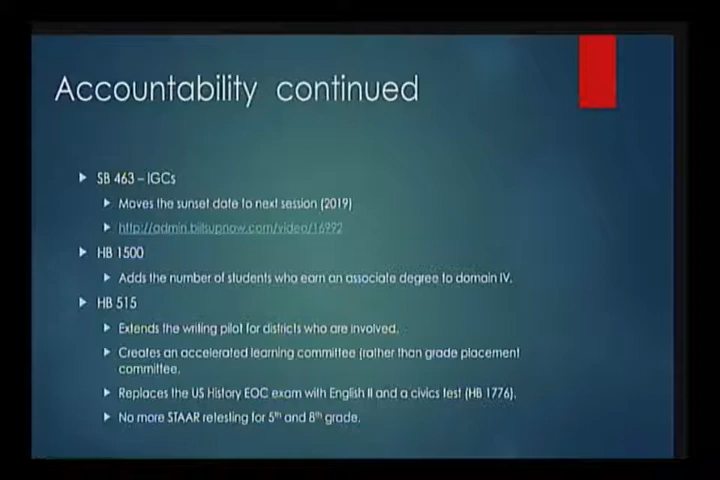 Accountability continued
SB 463 – IGCs
Moves the sunset date to next session (2019)
http://admin.billsupnow.com/video/16992
HB 1500
Adds the number of students who earn an associate degree to domain IV.
HB 515
Extends the writing pilot for districts who are involved.
Creates an accelerated learning committee (rather than grade placement
committee.
Replaces the US History EOC exam with English II and a civics test (HB 1776).
No more STAAR retesting for 5th and 8th grade.